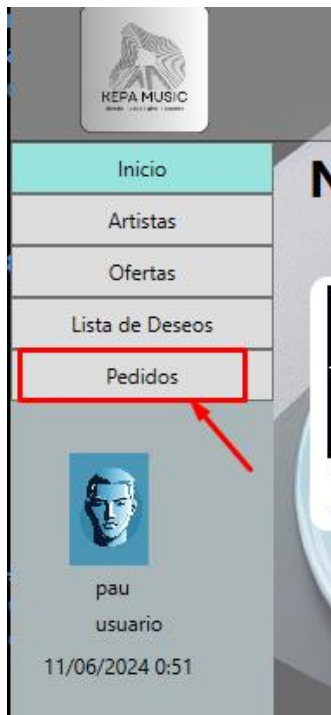 KEPA MUSIC
Inicio
N
Artistas
Ofertas
Lista de Deseos
Pedidos
pau
usuario
11/06/2024 0:51